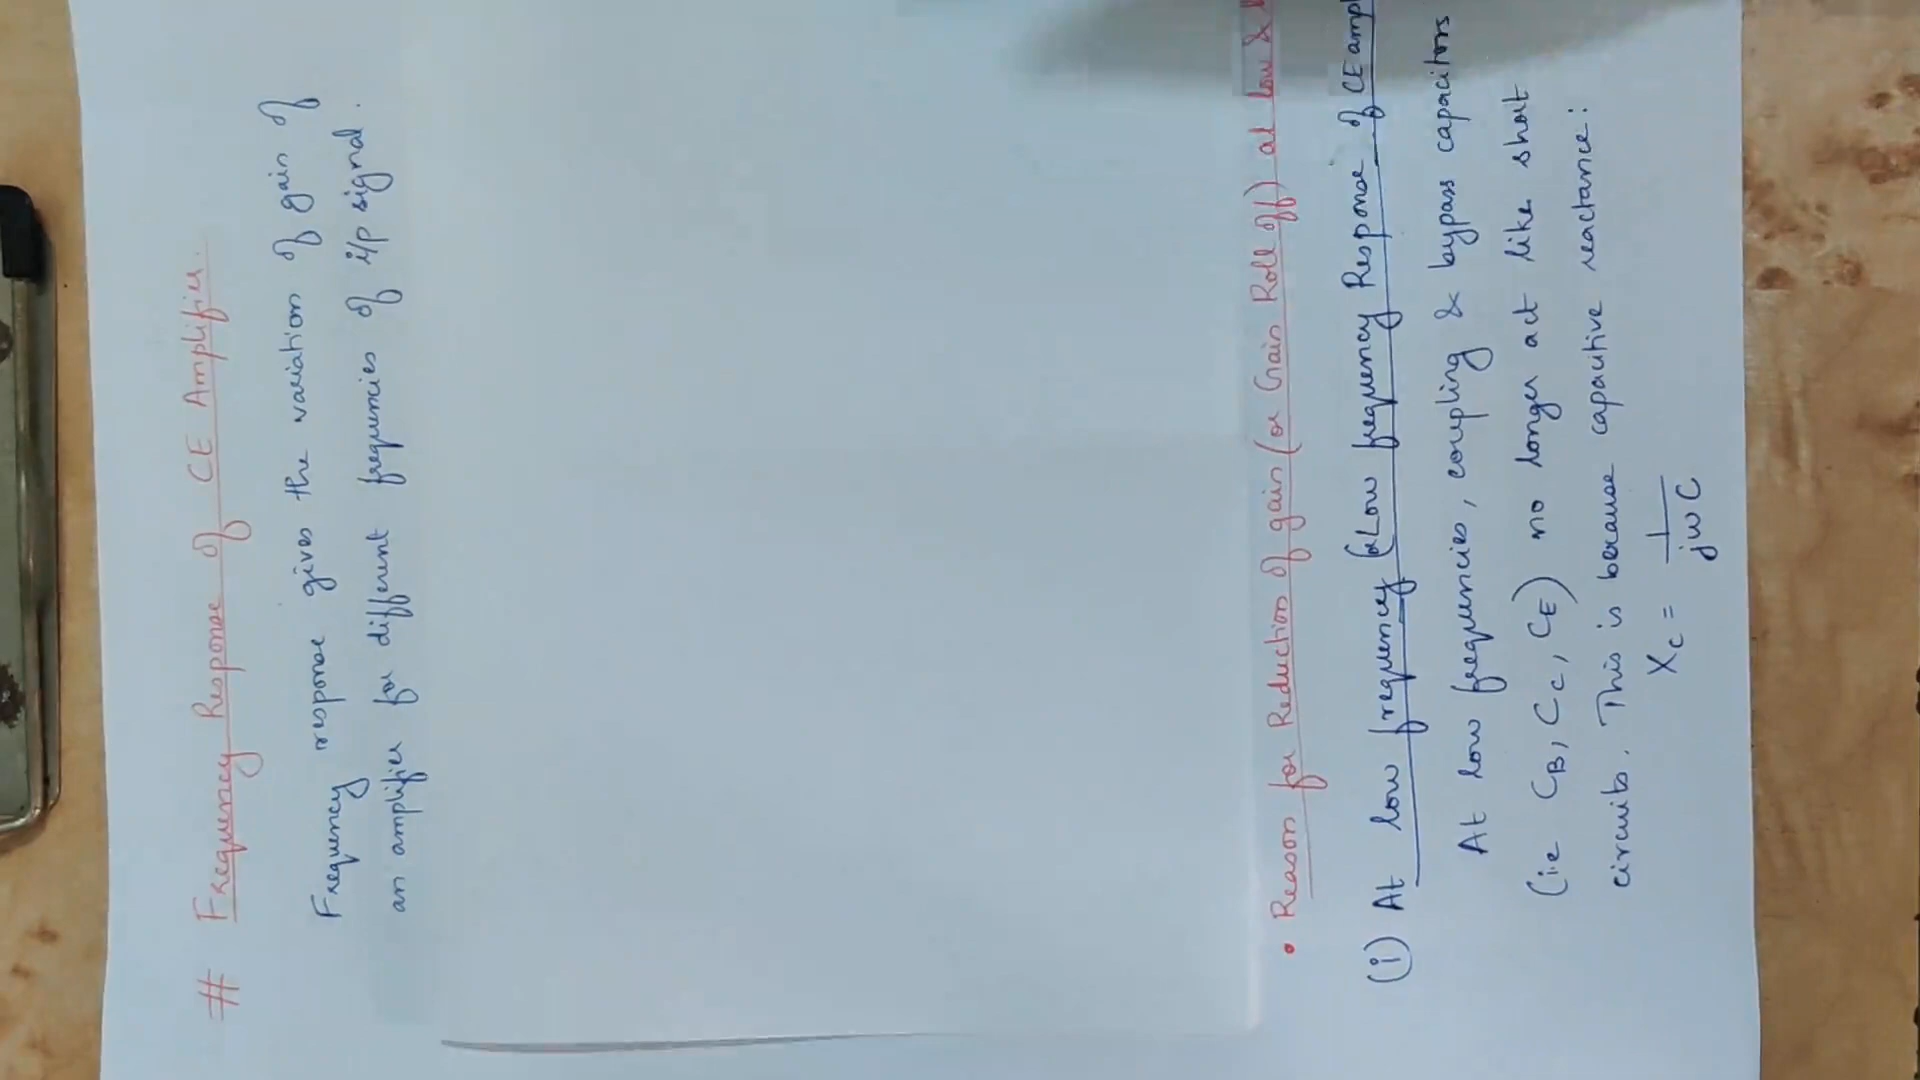 # Frequency Response of CE Amplifier.
Frequency response gives the variation of gain of
an amplifier for different frequencies of i/p signal.
• Reason for Reduction of gain (or Gain Roll off) at low &
(i) At low frequency (or Low frequency Response of CE ampl
At low frequencies, coupling & bypass capacitors
(i.e CB, CC, CE) no longer act like short
circuits. This is because capacitive reactance:
Xc = 1/jωC